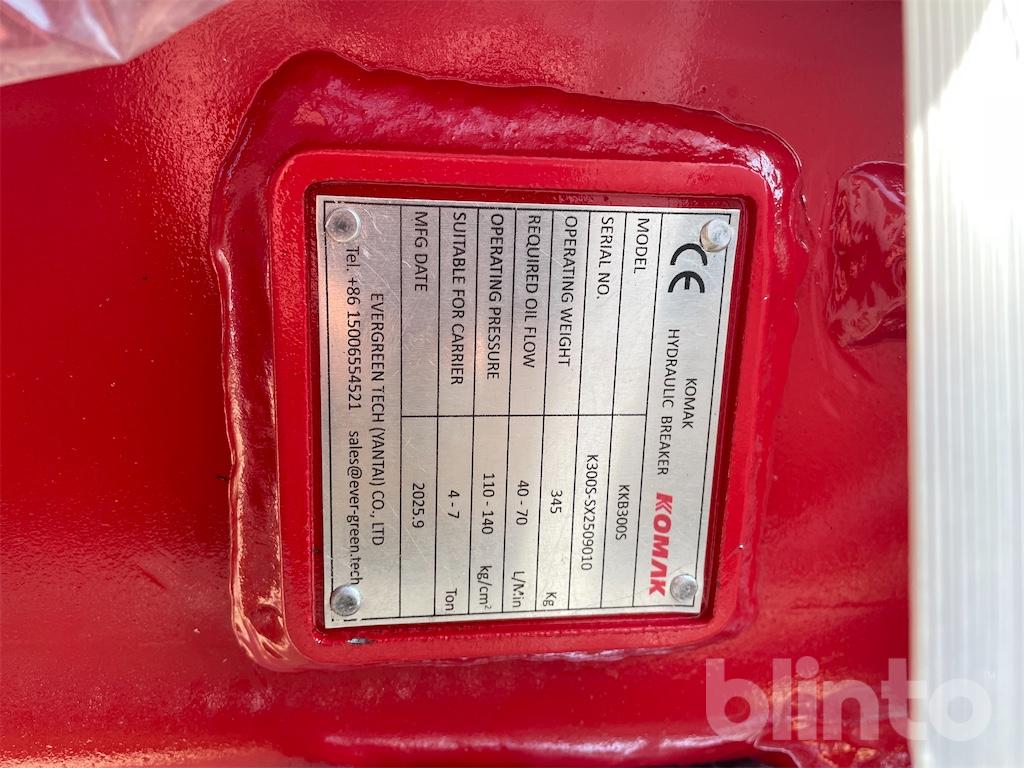 CE KOMAK
HYDRAULIC BREAKER KOMAK
MODEL KKB300S
SERIAL NO. K300S-SX2509010
OPERATING WEIGHT 345 Kg
REQUIRED OIL FLOW 40 - 70 L/Min
OPERATING PRESSURE 110 - 140 kg/cm²
SUITABLE FOR CARRIER 4 - 7 Ton
MFG DATE 2025.9
EVERGREEN TECH (YANTAI) CO., LTD
Tel. +86 15006554521 sales@ever-green.tech
blinto™